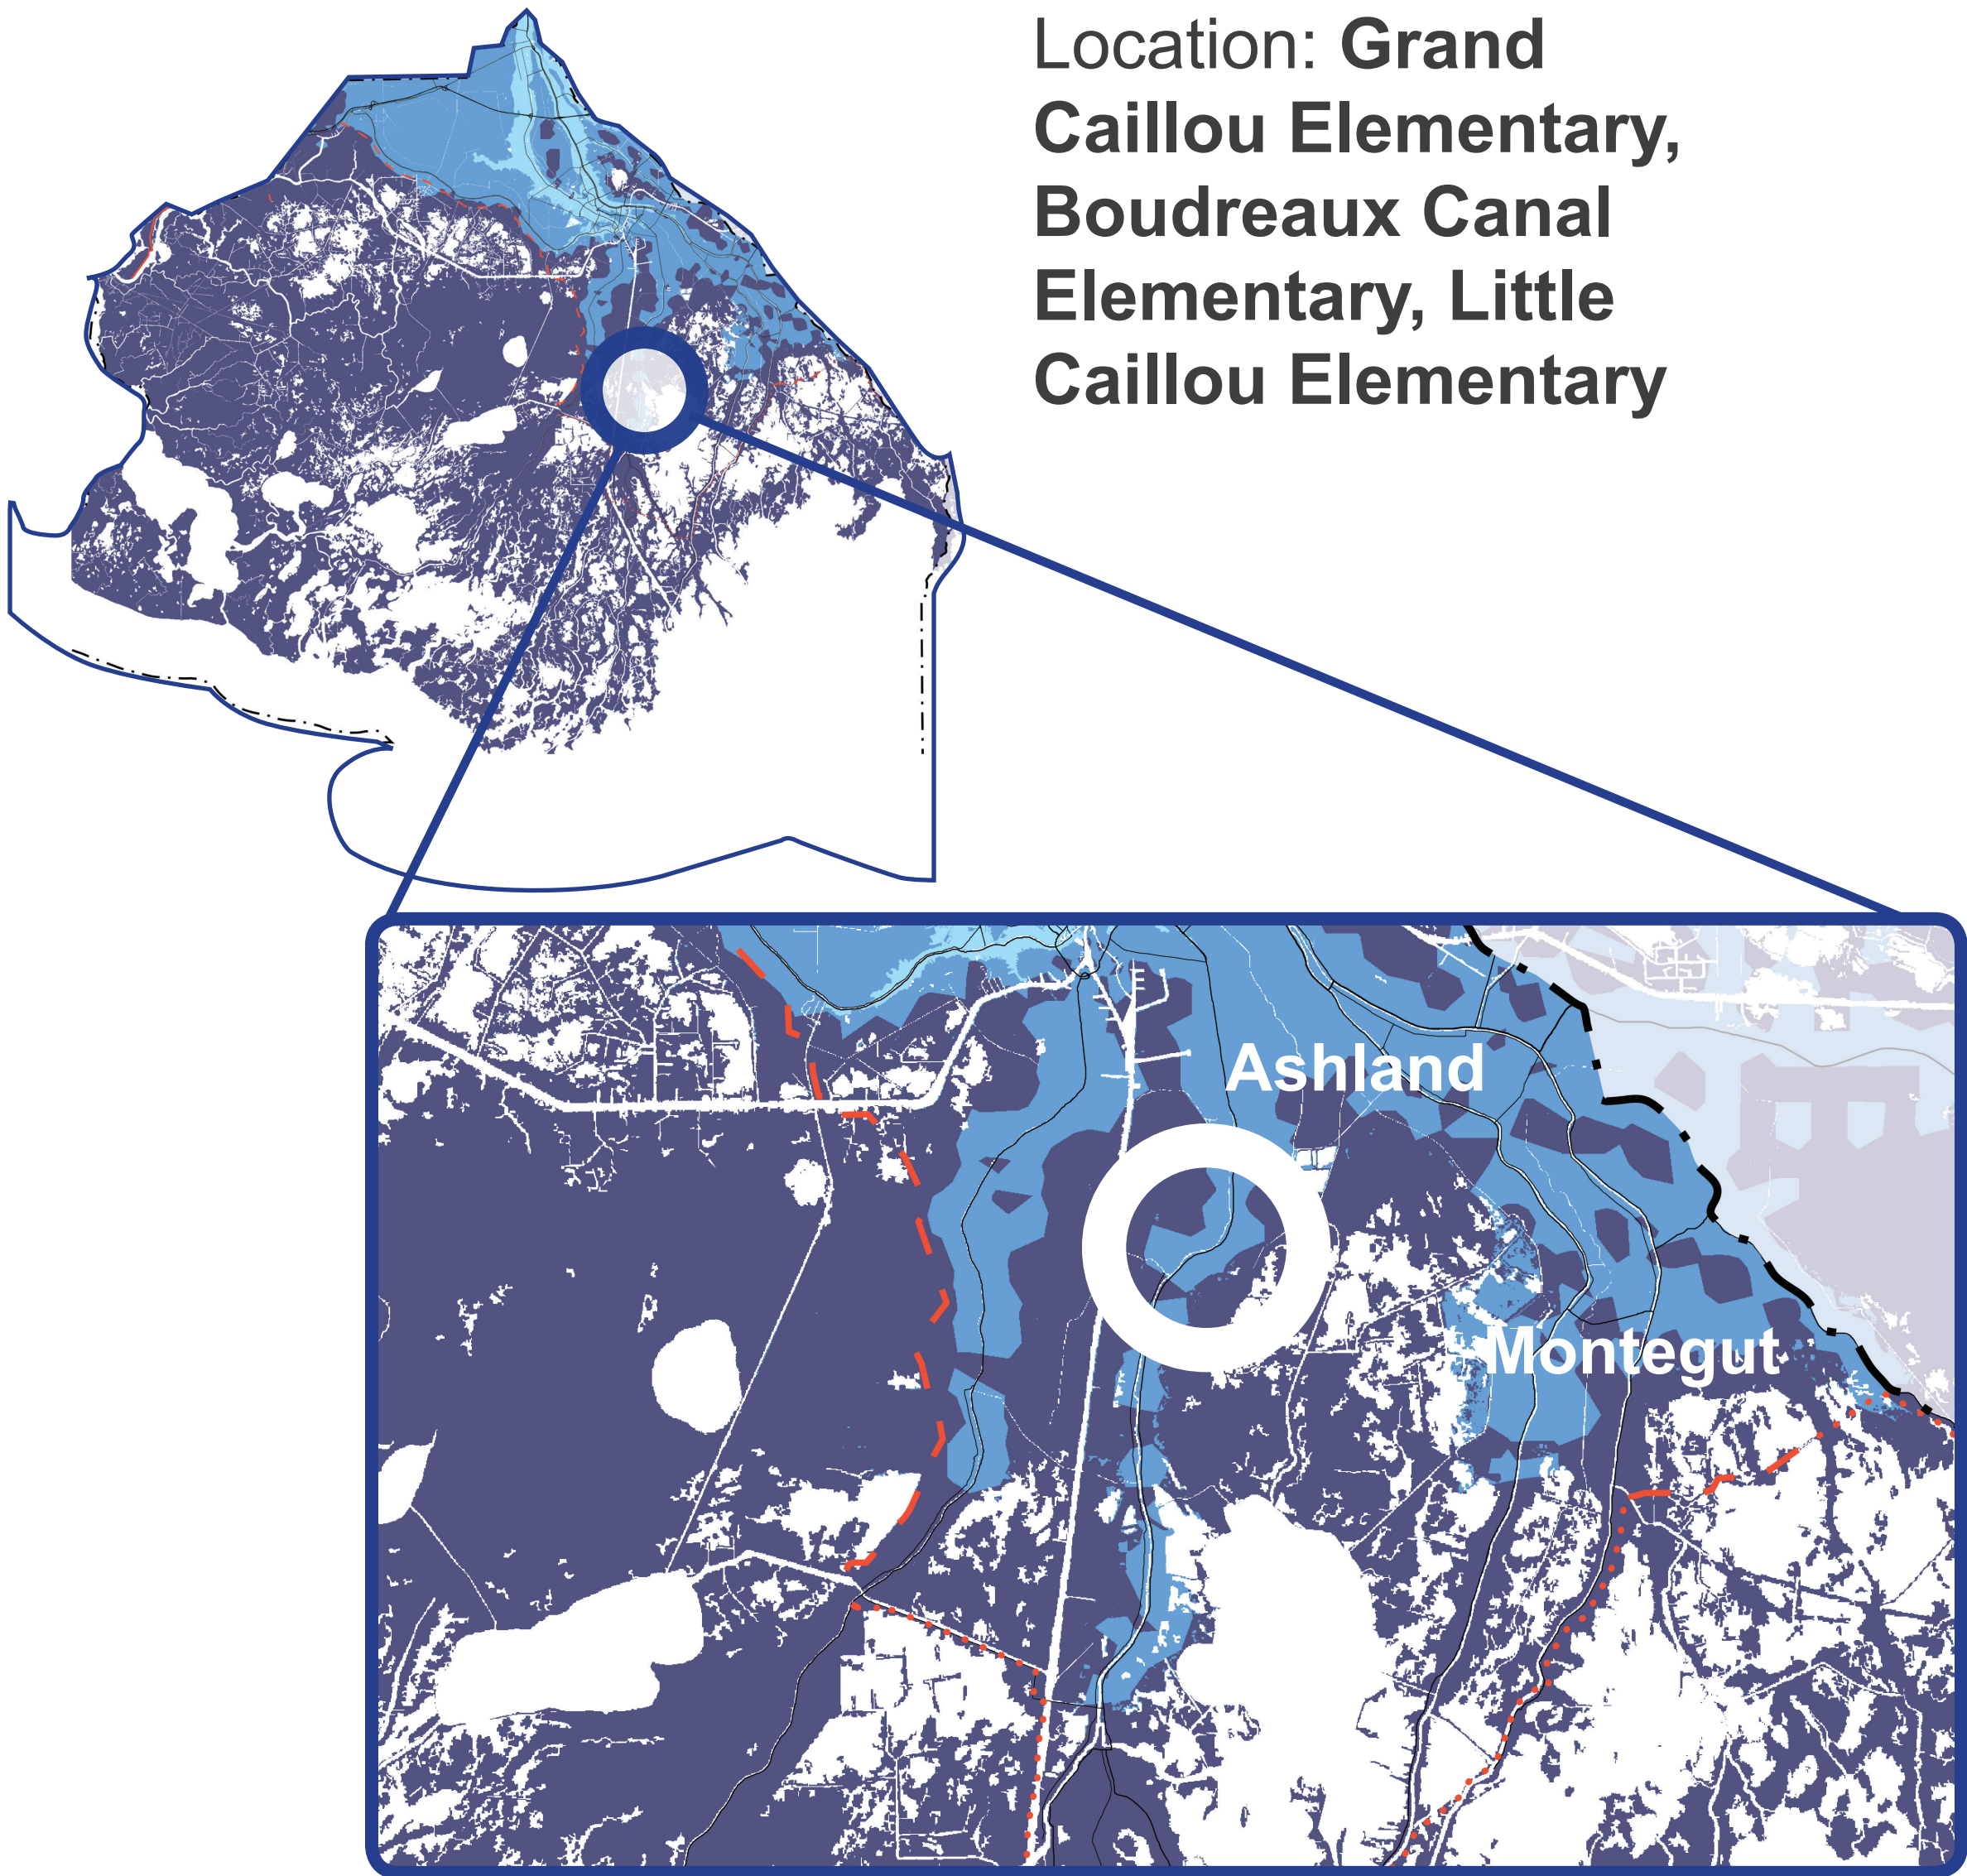 Location: Grand
Caillou Elementary,
Boudreaux Canal
Elementary, Little
Caillou Elementary
Ashland
Montegut